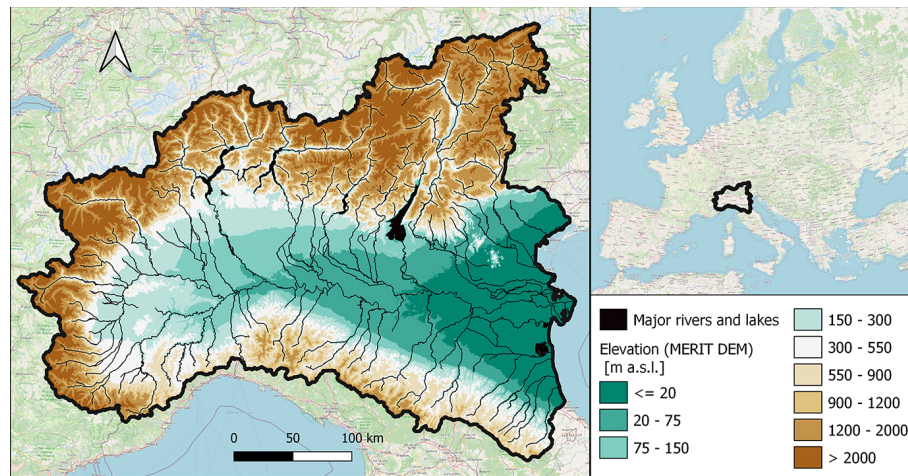 0 50 100 km
Major rivers and lakes
Elevation (MERIT DEM)
[m a.s.l.]
<= 20
20 - 75
75 - 150
150 - 300
300 - 550
550 - 900
900 - 1200
1200 - 2000
> 2000